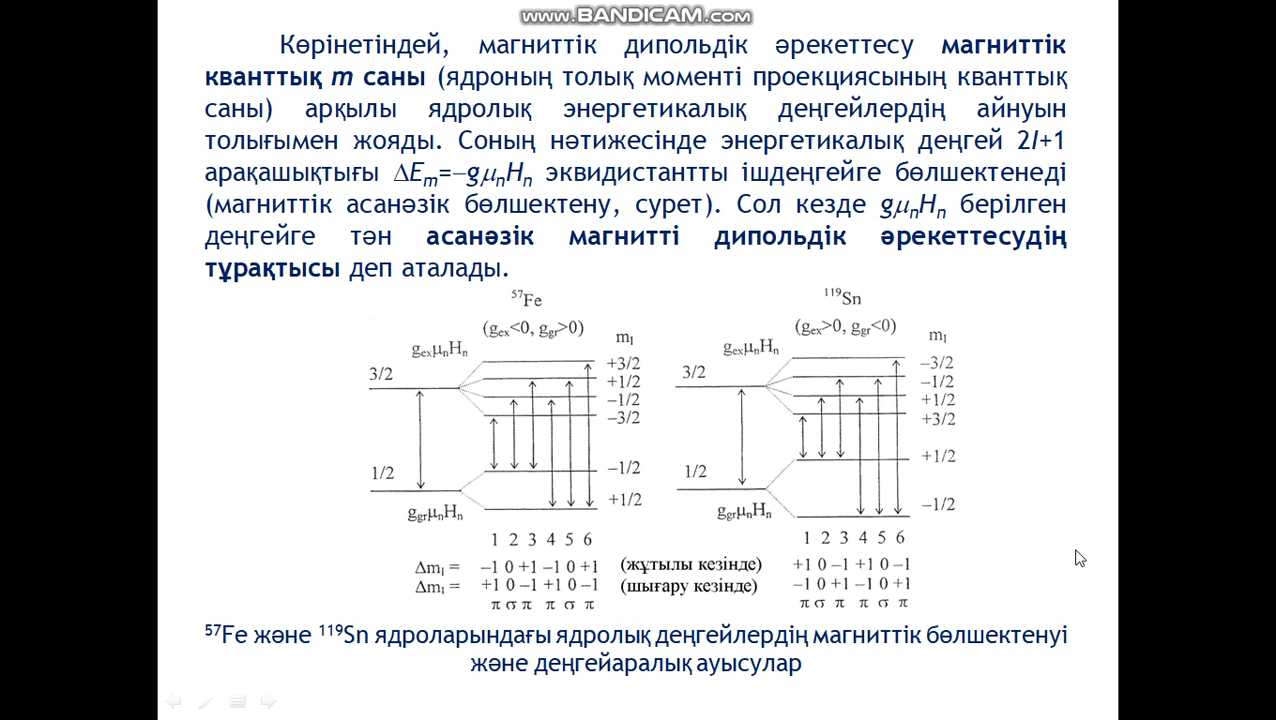 www.BANDICAM.com
Көрінетіндей, магниттік дипольдік әрекеттесу магниттік
кванттық m саны (ядроның толық моменті проекциясының кванттық
саны) арқылы ядролық энергетикалық деңгейлердің айнуын
толығымен жояды. Соның нәтижесінде энергетикалық деңгей 2I+1
арақашықтығы ∆Em=−gμnHn эквидистантты ішдеңгейге бөлшектенеді
(магниттік асанәзік бөлшектену, сурет). Сол кезде gμnHn берілген
деңгейге тән асанәзік магнитті дипольдік әрекеттесудің
тұрақтысы деп аталады.
57Fe
(gex<0, ggr>0)
mI
gexμnHn
3/2
+3/2
+1/2
−1/2
−3/2
1/2
−1/2
+1/2
ggrμnHn
1 2 3 4 5 6
119Sn
(gex>0, ggr<0)
mI
gexμnHn
3/2
−3/2
−1/2
+1/2
+3/2
1/2
+1/2
−1/2
ggrμnHn
1 2 3 4 5 6
ΔmI = −1 0 +1 −1 0 +1 (жұтылы кезінде) +1 0 −1 +1 0 −1
ΔmI = +1 0 −1 +1 0 −1 (шығару кезінде) −1 0 +1 −1 0 +1
π σ π π σ π π σ π π σ π
57Fe және 119Sn ядроларындағы ядролық деңгейлердің магниттік бөлшектенуі
және деңгейаралық ауысулар